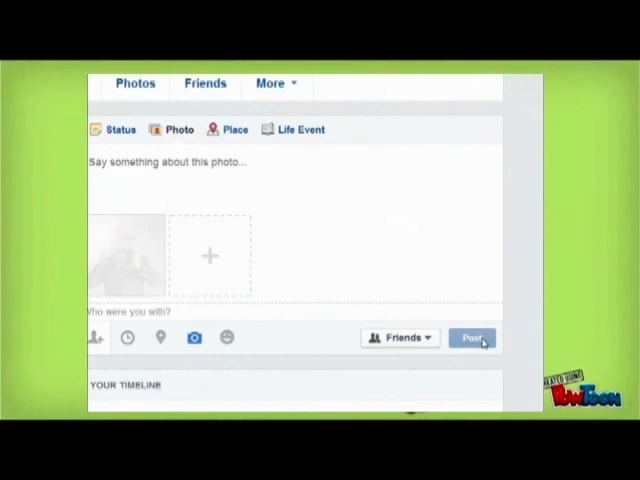 Photos Friends More
Status Photo Place Life Event
Say something about this photo...
Who were you with?
Friends Post
YOUR TIMELINE
CREATED USING
POWTOON